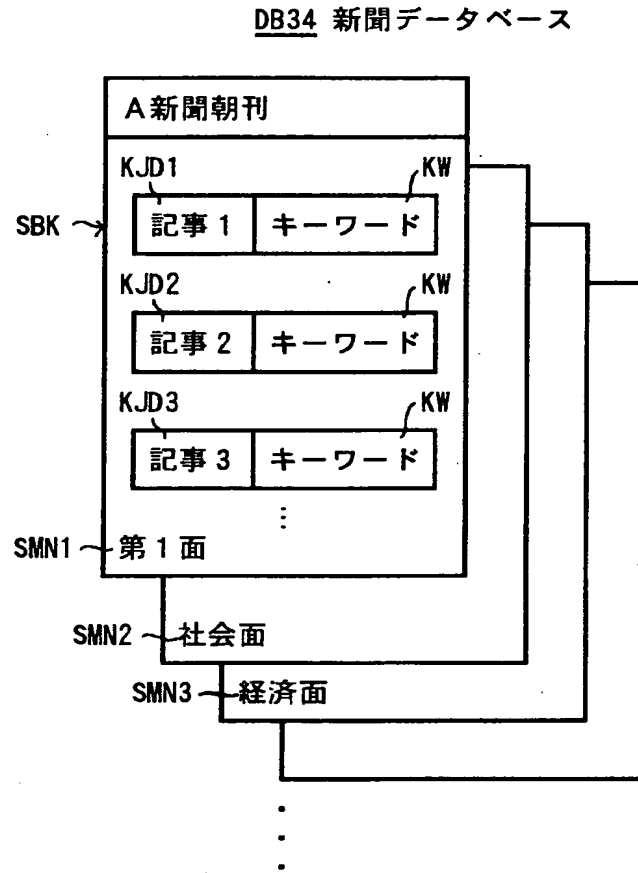 DB34 新聞データベース
A新聞朝刊
KJD1 KW
SBK 記事1 キーワード
KJD2 KW
記事2 キーワード
KJD3 KW
記事3 キーワード
SMN1 第1面
SMN2 社会面
SMN3 経済面